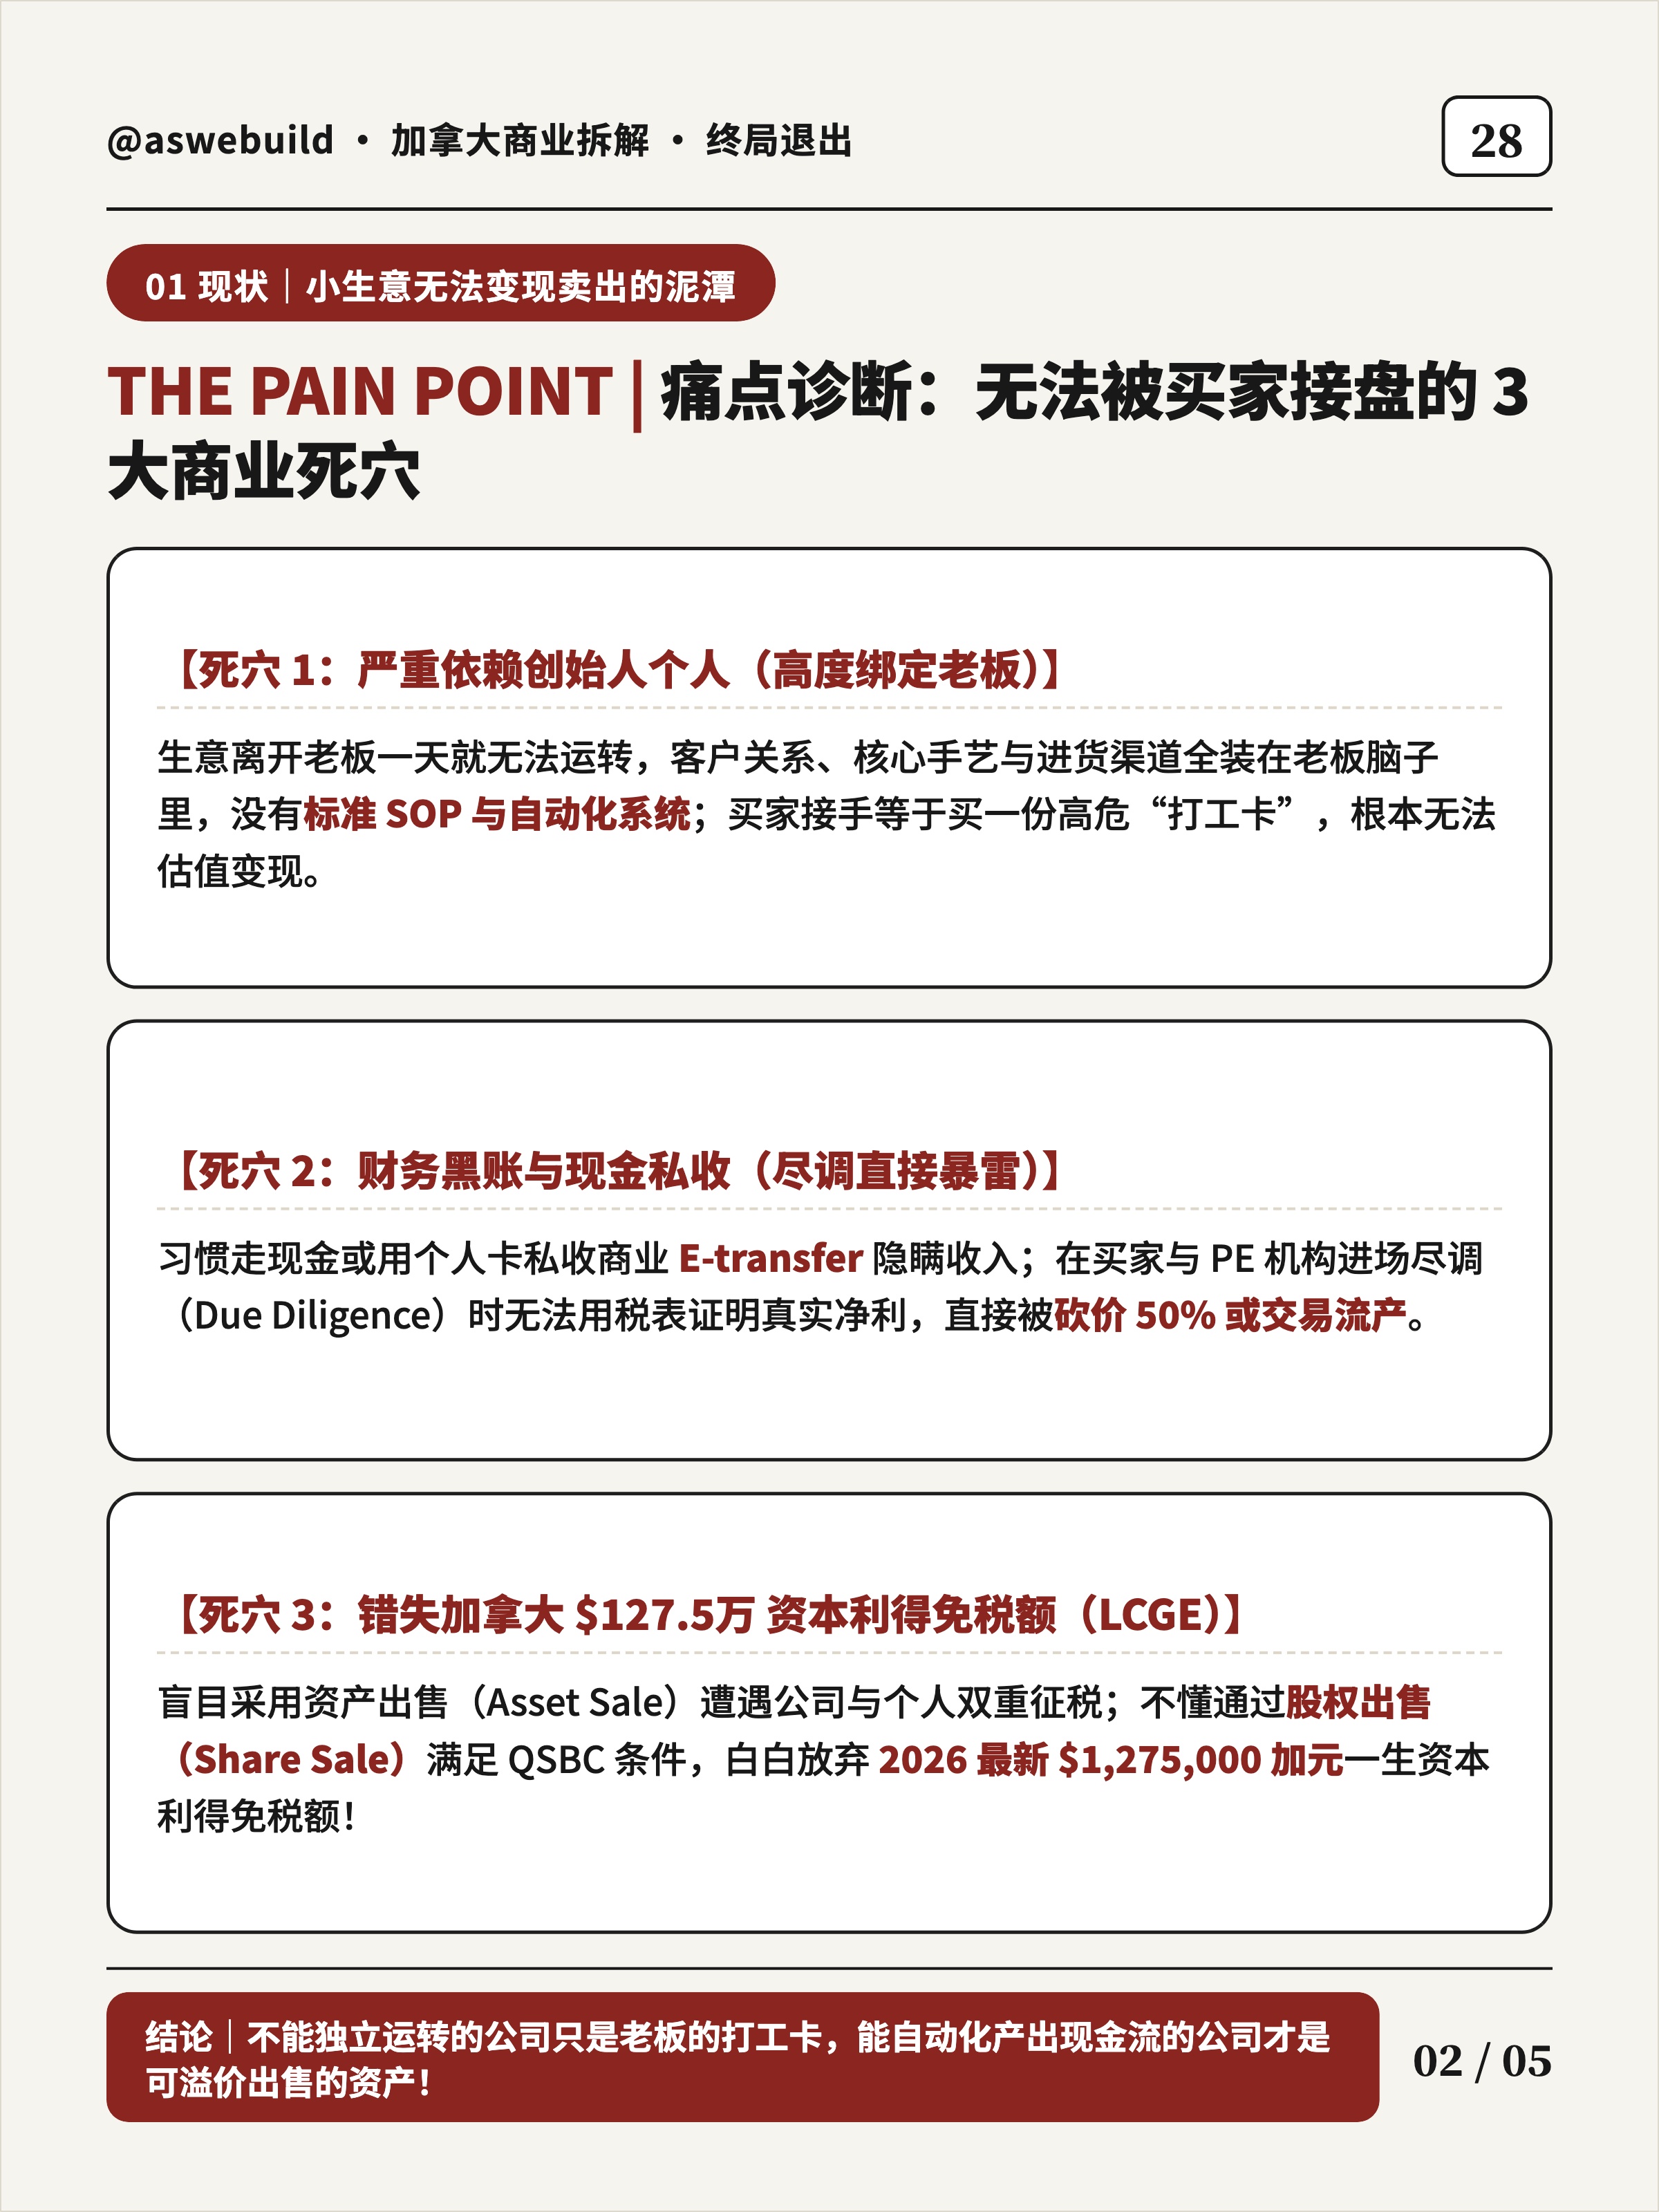 @aswebuild • 加拿大商业拆解 • 终局退出
28
01 现状｜小生意无法变现卖出的泥潭
THE PAIN POINT | 痛点诊断：无法被买家接盘的 3
大商业死穴
【死穴 1：严重依赖创始人个人（高度绑定老板）】
生意离开老板一天就无法运转，客户关系、核心手艺与进货渠道全装在老板脑子
里，没有标准 SOP 与自动化系统；买家接手等于买一份高危“打工卡”，根本无法
估值变现。
【死穴 2：财务黑账与现金私收（尽调直接暴雷）】
习惯走现金或用个人卡私收商业 E-transfer 隐瞒收入；在买家与 PE 机构进场尽调
（Due Diligence）时无法用税表证明真实净利，直接被砍价 50% 或交易流产。
【死穴 3：错失加拿大 $127.5万 资本利得免税额（LCGE）】
盲目采用资产出售（Asset Sale）遭遇公司与个人双重征税；不懂通过股权出售
（Share Sale）满足 QSBC 条件，白白放弃 2026 最新 $1,275,000 加元一生资本
利得免税额！
结论｜不能独立运转的公司只是老板的打工卡，能自动化产出现金流的公司才是
可溢价出售的资产！
02 / 05